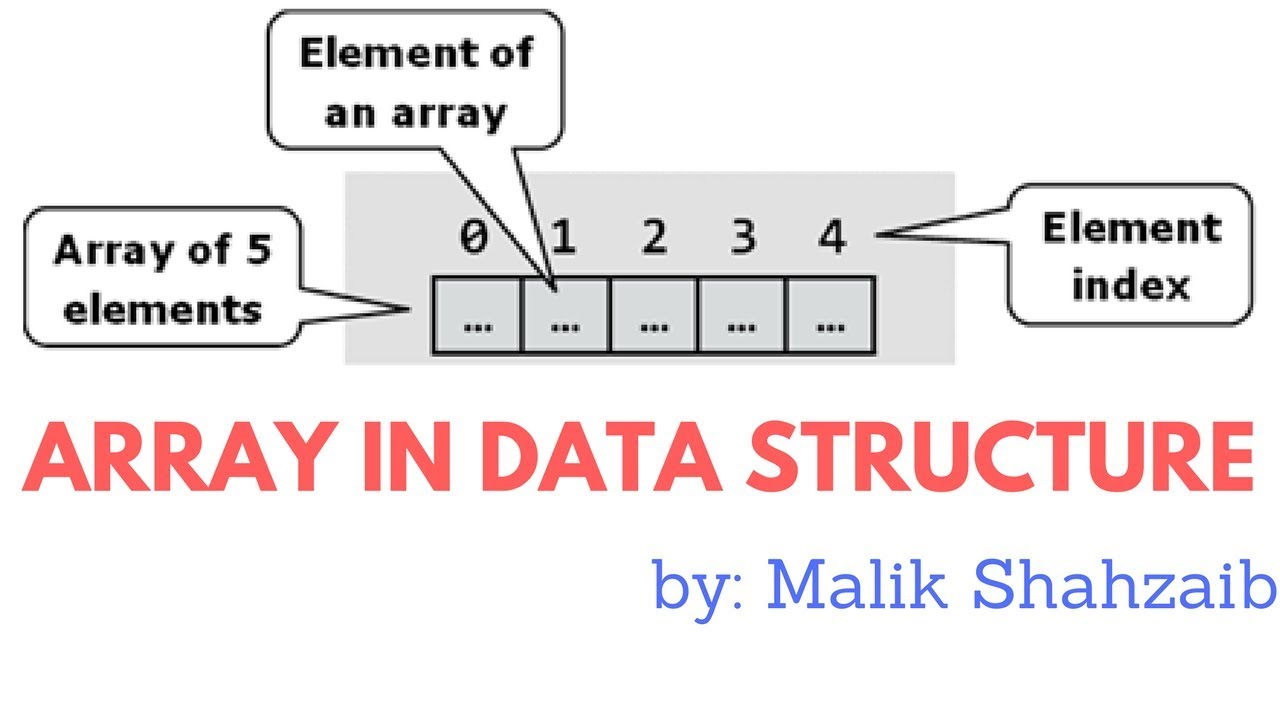 Element of
an array
Array of 5
elements
0 1 2 3 4
Element
index
... ... ... ... ...
ARRAY IN DATA STRUCTURE
by: Malik Shahzaib